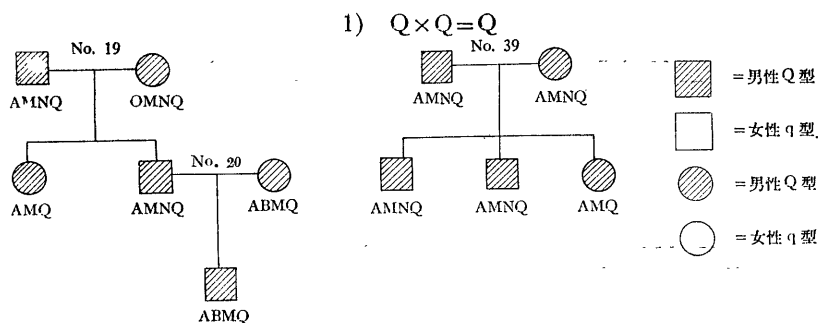 1) Q×Q=Q
No. 19
AMNQ OMNQ
No. 20
AMQ AMNQ ABMQ
ABMQ
No. 39
AMNQ AMNQ
AMNQ AMNQ AMQ
=男性Q型
=女性q型.
=男性Q型
=女性q型